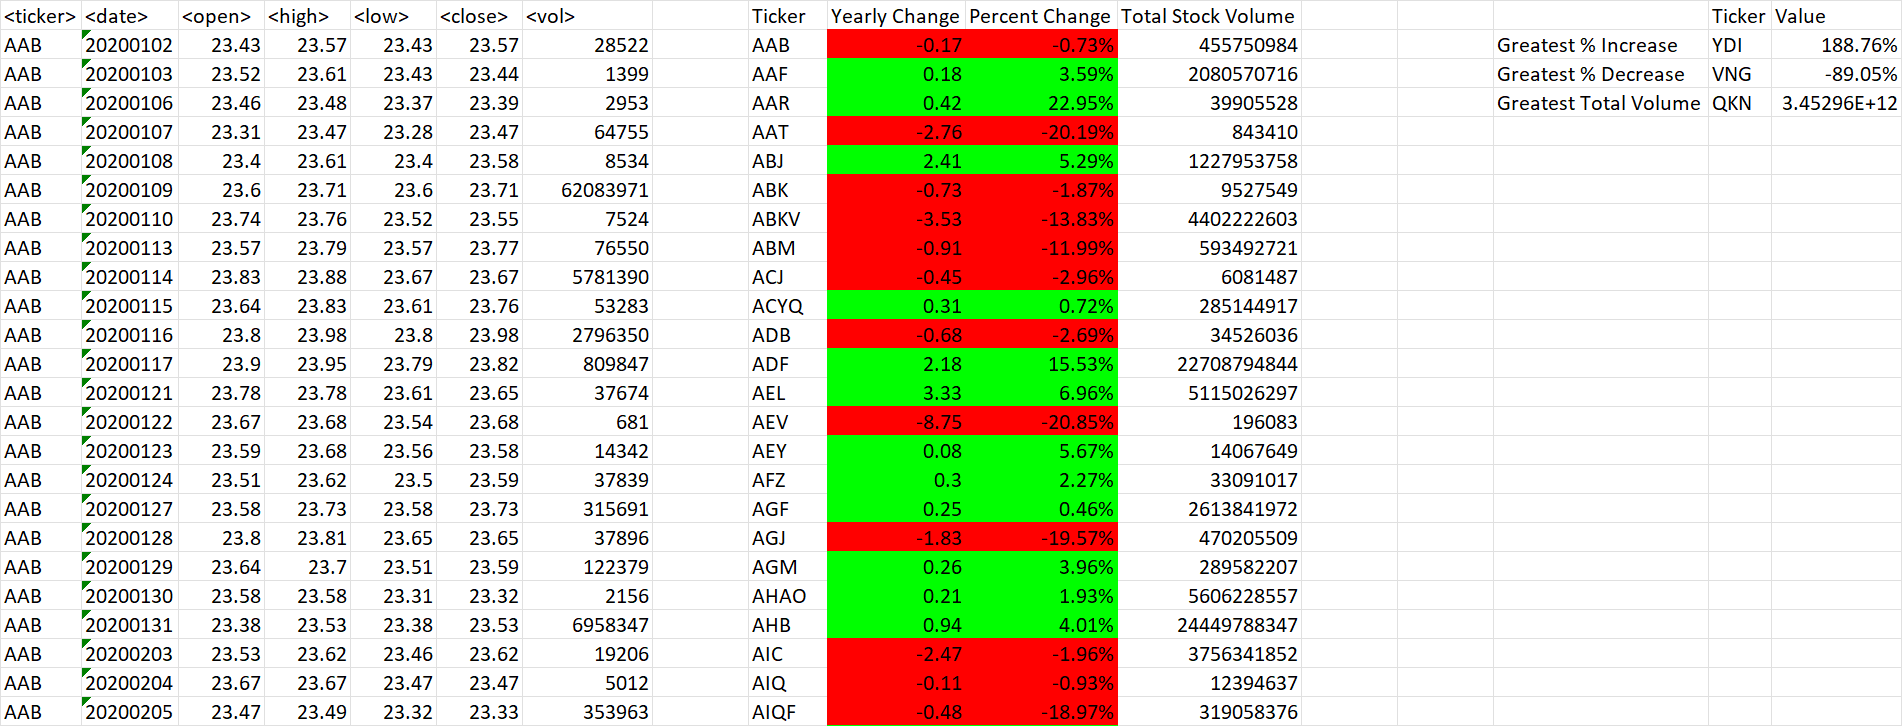 <ticker> <date> <open> <high> <low> <close> <vol> Ticker Yearly Change Percent Change Total Stock Volume Ticker Value
AAB 20200102 23.43 23.57 23.43 23.57 28522 AAB -0.17 -0.73% 455750984 Greatest % Increase YDI 188.76%
AAB 20200103 23.52 23.61 23.43 23.44 1399 AAF 0.18 3.59% 2080570716 Greatest % Decrease VNG -89.05%
AAB 20200106 23.46 23.48 23.37 23.39 2953 AAR 0.42 22.95% 39905528 Greatest Total Volume QKN 3.45296E+12
AAB 20200107 23.31 23.47 23.28 23.47 64755 AAT -2.76 -20.19% 843410
AAB 20200108 23.4 23.61 23.4 23.58 8534 ABJ 2.41 5.29% 1227953758
AAB 20200109 23.6 23.71 23.6 23.71 62083971 ABK -0.73 -1.87% 9527549
AAB 20200110 23.74 23.76 23.52 23.55 7524 ABKV -3.53 -13.83% 4402222603
AAB 20200113 23.57 23.79 23.57 23.77 76550 ABM -0.91 -11.99% 593492721
AAB 20200114 23.83 23.88 23.67 23.67 5781390 ACJ -0.45 -2.96% 6081487
AAB 20200115 23.64 23.83 23.61 23.76 53283 ACYQ 0.31 0.72% 285144917
AAB 20200116 23.8 23.98 23.8 23.98 2796350 ADB -0.68 -2.69% 34526036
AAB 20200117 23.9 23.95 23.79 23.82 809847 ADF 2.18 15.53% 22708794844
AAB 20200121 23.78 23.78 23.61 23.65 37674 AEL 3.33 6.96% 5115026297
AAB 20200122 23.67 23.68 23.54 23.68 681 AEV -8.75 -20.85% 196083
AAB 20200123 23.59 23.68 23.56 23.58 14342 AEY 0.08 5.67% 14067649
AAB 20200124 23.51 23.62 23.5 23.59 37839 AFZ 0.3 2.27% 33091017
AAB 20200127 23.58 23.73 23.58 23.73 315691 AGF 0.25 0.46% 2613841972
AAB 20200128 23.8 23.81 23.65 23.65 37896 AGJ -1.83 -19.57% 470205509
AAB 20200129 23.64 23.7 23.51 23.59 122379 AGM 0.26 3.96% 289582207
AAB 20200130 23.58 23.58 23.31 23.32 2156 AHAO 0.21 1.93% 5606228557
AAB 20200131 23.38 23.53 23.38 23.53 6958347 AHB 0.94 4.01% 24449788347
AAB 20200203 23.53 23.62 23.46 23.62 19206 AIC -2.47 -1.96% 3756341852
AAB 20200204 23.67 23.67 23.47 23.47 5012 AIQ -0.11 -0.93% 12394637
AAB 20200205 23.47 23.49 23.32 23.33 353963 AIQF -0.48 -18.97% 319058376